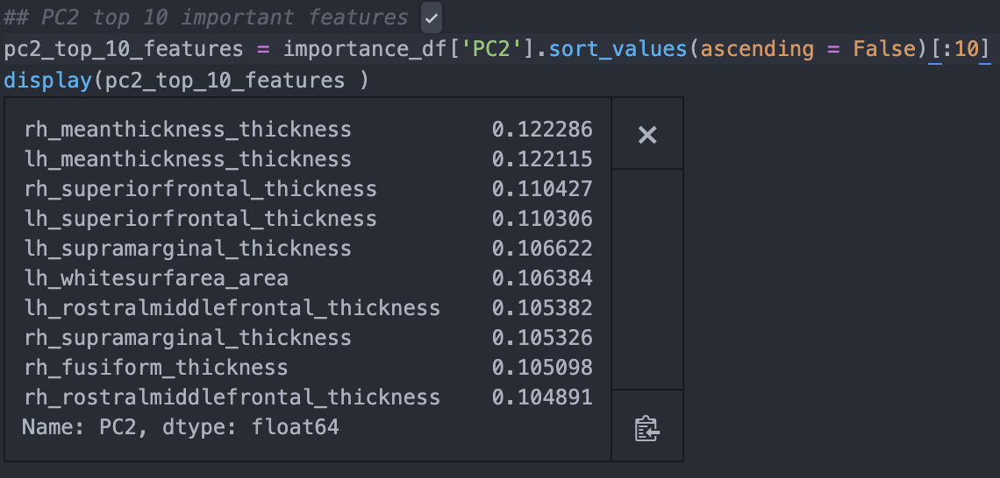 ## PC2 top 10 important features
pc2_top_10_features = importance_df['PC2'].sort_values(ascending = False)[:10]
display(pc2_top_10_features )
rh_meanthickness_thickness 0.122286
lh_meanthickness_thickness 0.122115
rh_superiorfrontal_thickness 0.110427
lh_superiorfrontal_thickness 0.110306
lh_supramarginal_thickness 0.106622
lh_whitesurfarea_area 0.106384
lh_rostralmiddlefrontal_thickness 0.105382
rh_supramarginal_thickness 0.105326
rh_fusiform_thickness 0.105098
rh_rostralmiddlefrontal_thickness 0.104891
Name: PC2, dtype: float64